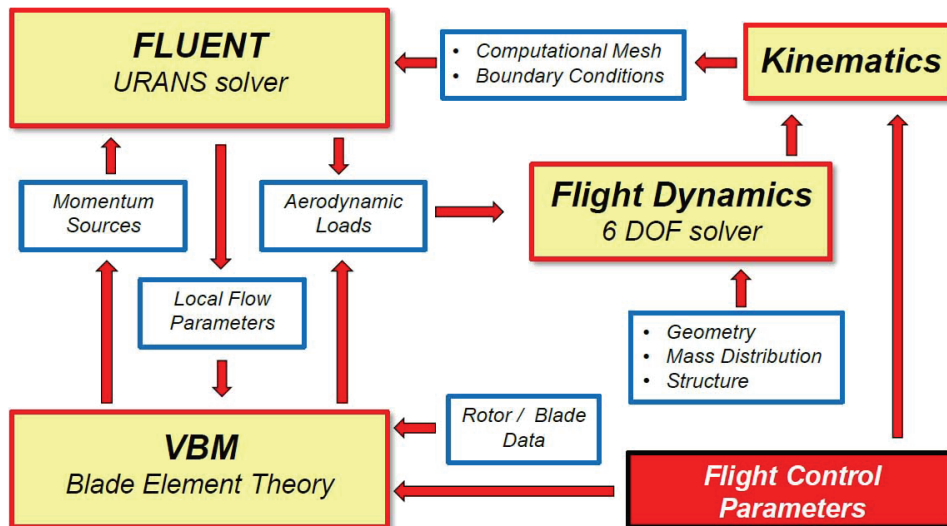 FLUENT
URANS solver
• Computational Mesh
• Boundary Conditions
Kinematics
Momentum
Sources
Aerodynamic
Loads
Flight Dynamics
6 DOF solver
Local Flow
Parameters
• Geometry
• Mass Distribution
• Structure
VBM
Blade Element Theory
Rotor / Blade
Data
Flight Control
Parameters